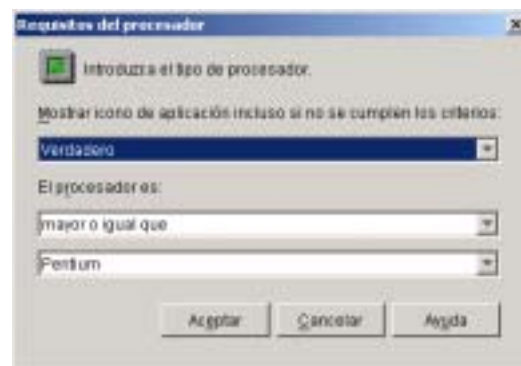 Requisitos del procesador
Introduzca el tipo de procesador.
Mostrar icono de aplicación incluso si no se cumplen los criterios:
Verdadero
El procesador es:
mayor o igual que
Pentium
Aceptar Cancelar Ayuda